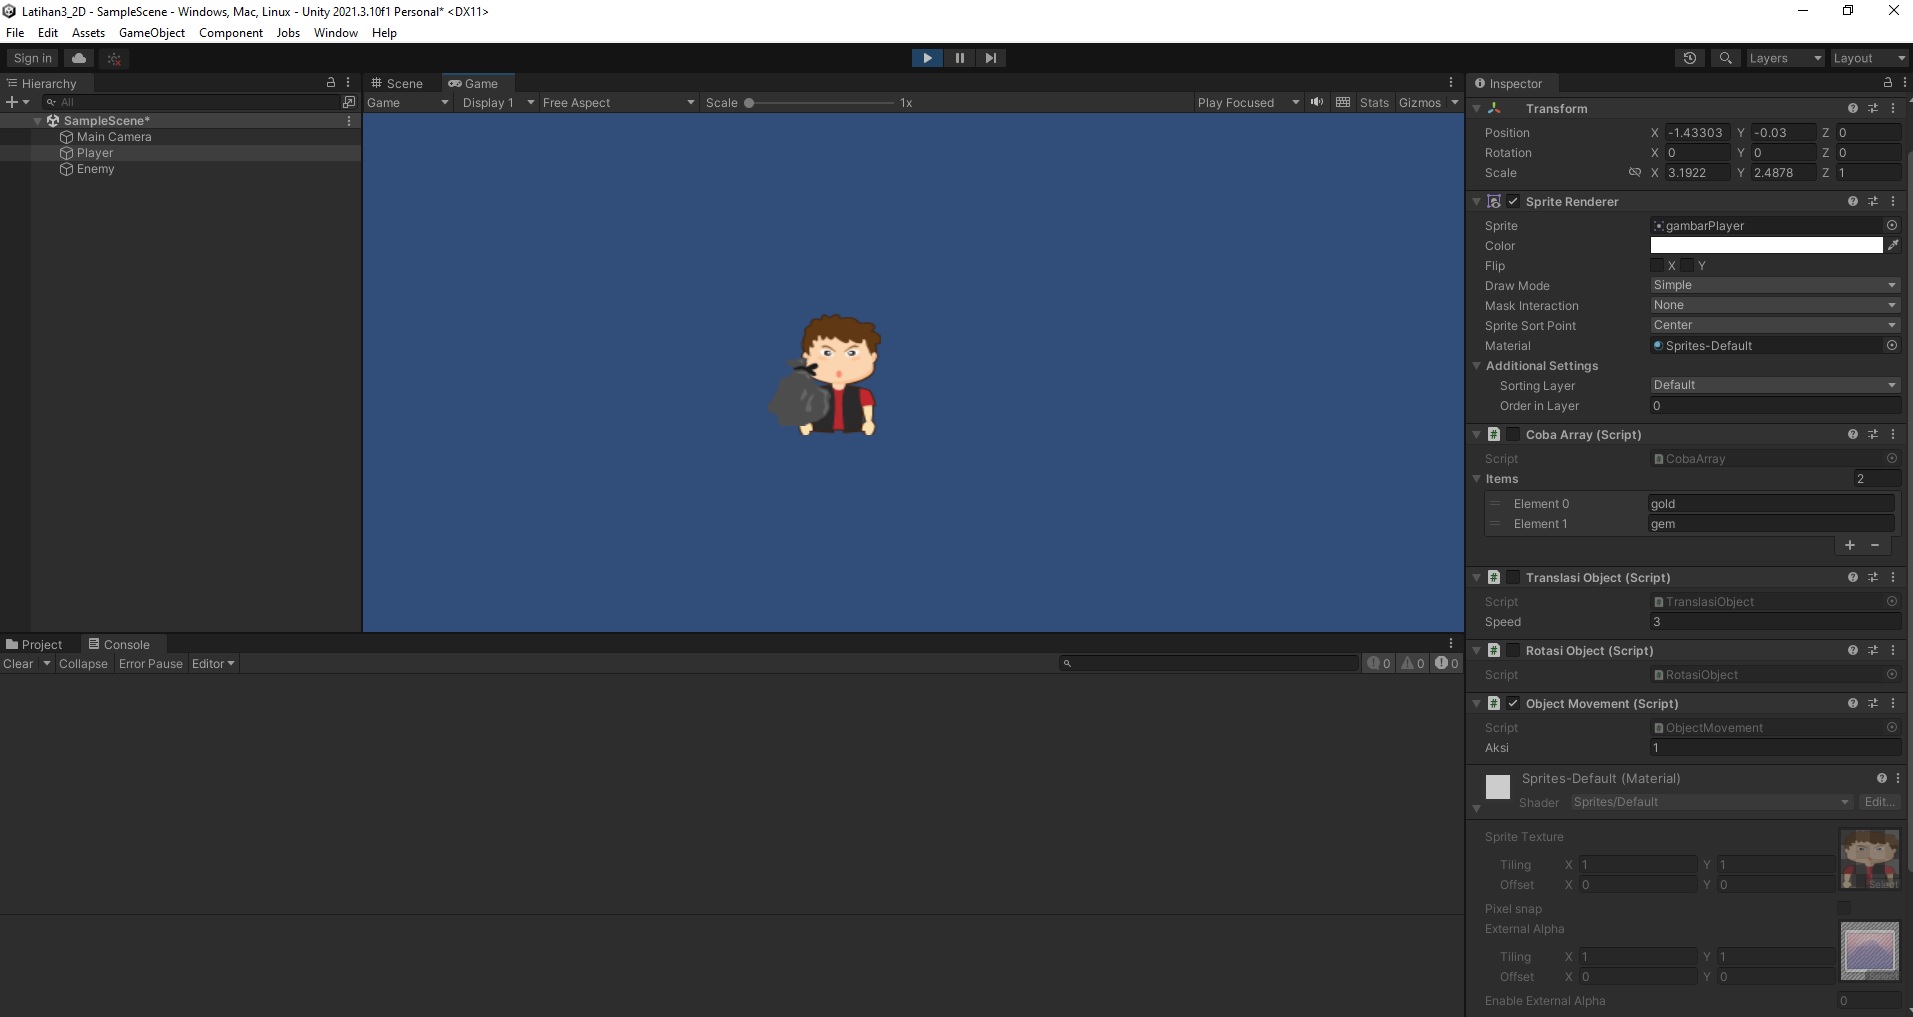 Latihan3_2D - SampleScene - Windows, Mac, Linux - Unity 2021.3.10f1 Personal* <DX11>
File Edit Assets GameObject Component Jobs Window Help
Sign in
Layers Layout
Hierarchy
All
SampleScene*
Main Camera
Player
Enemy
# Scene Game
Game Display 1 Free Aspect Scale 1x Play Focused Stats Gizmos
Project Console
Clear Collapse Error Pause Editor 0 0 0
Inspector
Transform
Position X -1.43303 Y -0.03 Z 0
Rotation X 0 Y 0 Z 0
Scale X 3.1922 Y 2.4878 Z 1
Sprite Renderer
Sprite gambarPlayer
Color
Flip X Y
Draw Mode Simple
Mask Interaction None
Sprite Sort Point Center
Material Sprites-Default
Additional Settings
Sorting Layer Default
Order in Layer 0
# Coba Array (Script)
Script CobaArray
Items 2
Element 0 gold
Element 1 gem
+ −
# Translasi Object (Script)
Script TranslasiObject
Speed 3
# Rotasi Object (Script)
Script RotasiObject
# Object Movement (Script)
Script ObjectMovement
Aksi 1
Sprites-Default (Material)
Shader Sprites/Default Edit...
Sprite Texture
Tiling X 1 Y 1
Offset X 0 Y 0
Select
Pixel snap
External Alpha
Tiling X 1 Y 1
Offset X 0 Y 0
Select
Enable External Alpha 0